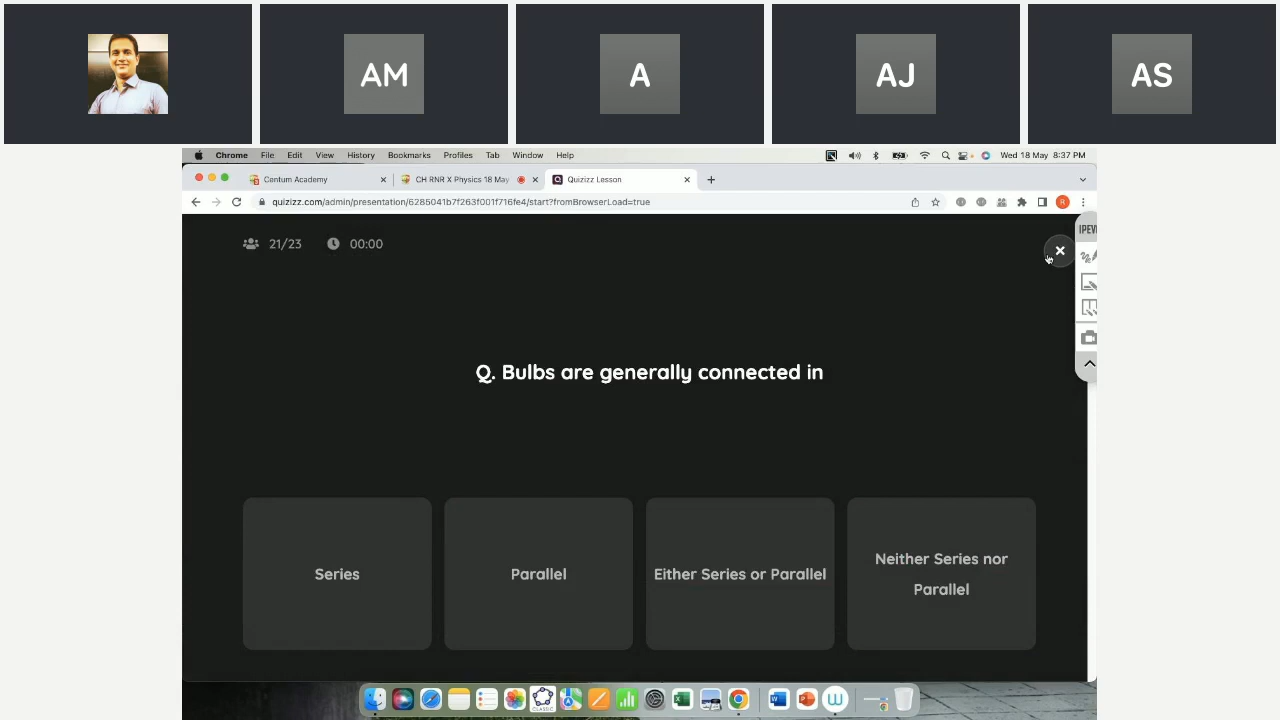 AM
A
AJ
AS
Chrome File Edit View History Bookmarks Profiles Tab Window Help
Wed 18 May 8:37 PM
Centum Academy
CH RNR X Physics 18 May
Quizizz Lesson
quizizz.com/admin/presentation/6285041b7f263f001f716fe4/start?fromBrowserLoad=true
R
21/23
00:00
IPEV
Q. Bulbs are generally connected in
Series
Parallel
Either Series or Parallel
Neither Series nor
Parallel